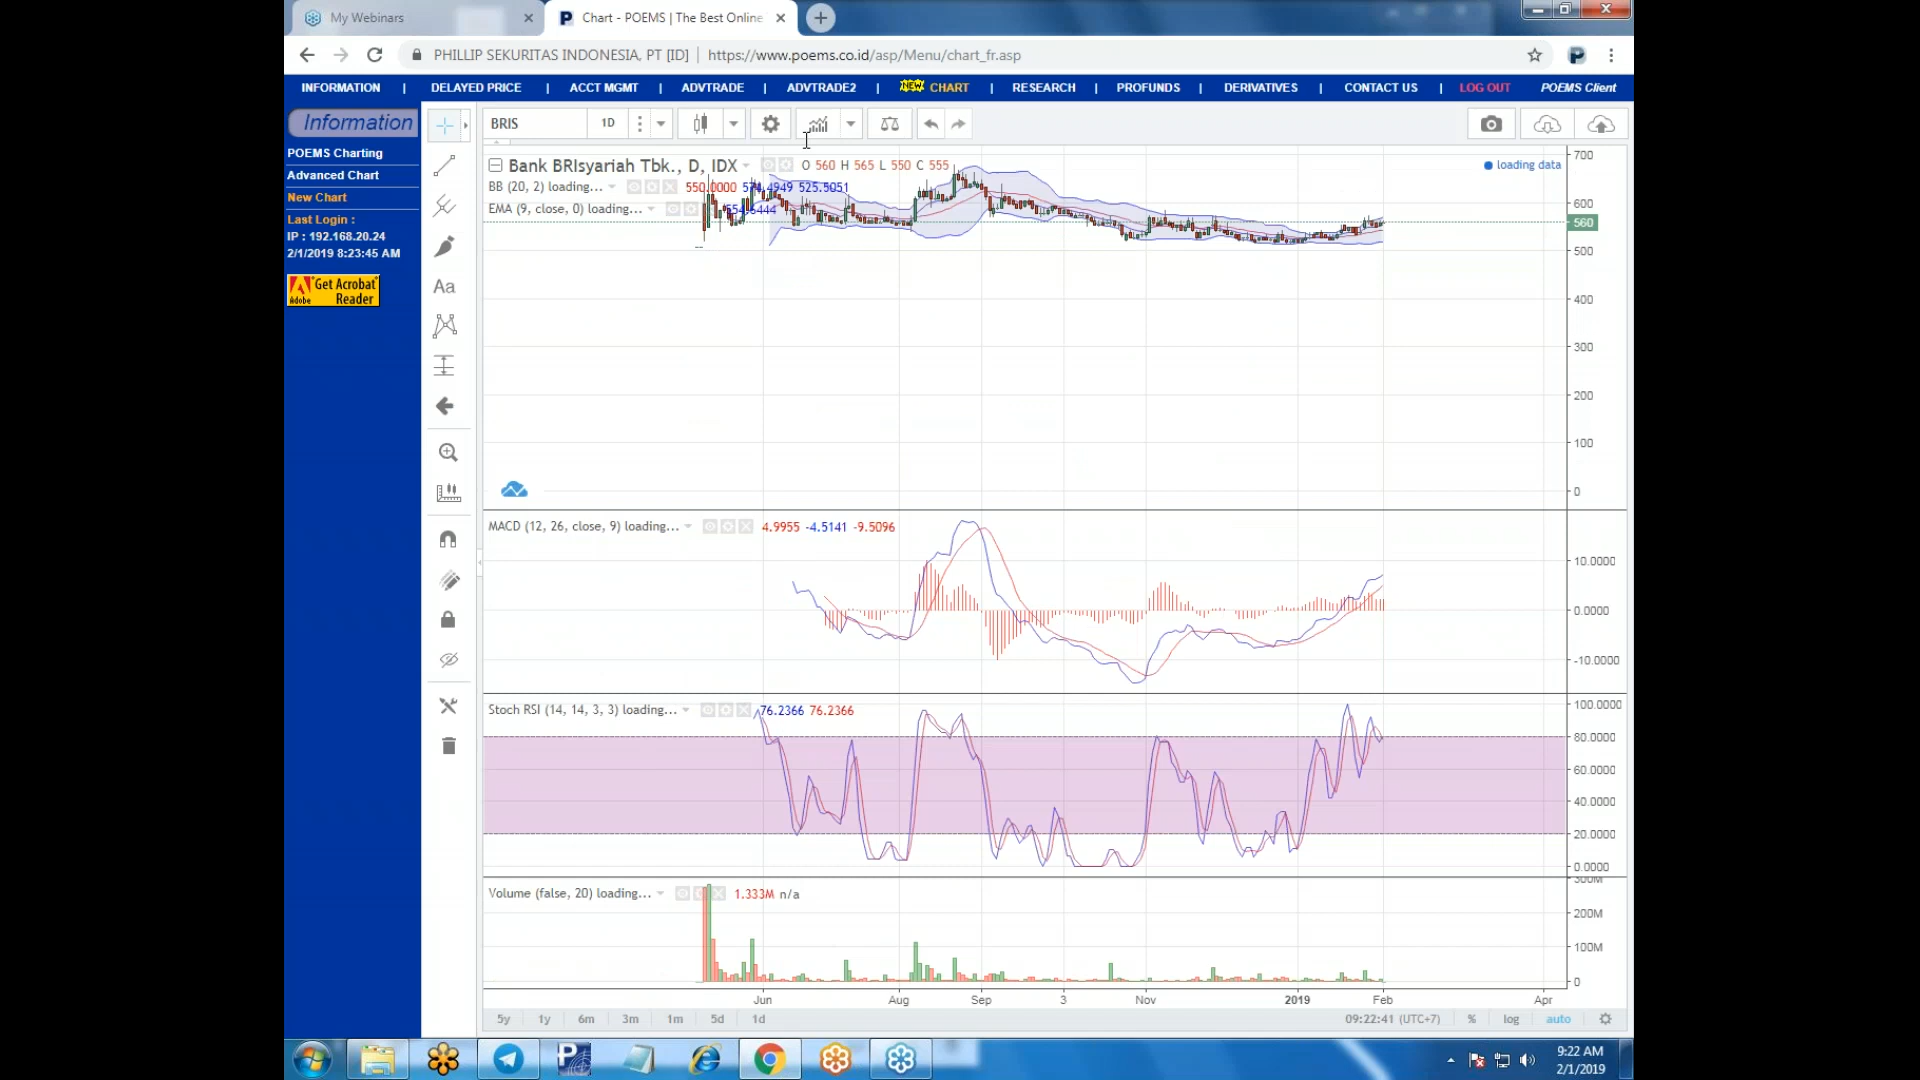 My Webinars
Chart - POEMS | The Best Online
PHILLIP SEKURITAS INDONESIA, PT [ID] | https://www.poems.co.id/asp/Menu/chart_fr.asp
INFORMATION | DELAYED PRICE | ACCT MGMT | ADVTRADE | ADVTRADE2 | NEW CHART | RESEARCH | PROFUNDS | DERIVATIVES | CONTACT US | LOG OUT POEMS Client
Information
POEMS Charting
Advanced Chart
New Chart
Last Login :
IP : 192.168.20.24
2/1/2019 8:23:45 AM
Get Acrobat
Adobe Reader
BRIS 1D
Aa
Bank BRIsyariah Tbk., D, IDX O 560 H 565 L 550 C 555
loading data
BB (20, 2) loading... 550.0000 574.4949 525.5051
EMA (9, close, 0) loading...
700
600
560
500
400
300
200
100
0
MACD (12, 26, close, 9) loading... 4.9955 -4.5141 -9.5096
10.0000
0.0000
-10.0000
Stoch RSI (14, 14, 3, 3) loading... 76.2366 76.2366
100.0000
80.0000
60.0000
40.0000
20.0000
0.0000
Volume (false, 20) loading... 1.333M n/a
300M
200M
100M
0
Jun Aug Sep 3 Nov 2019 Feb Apr
5y 1y 6m 3m 1m 5d 1d 09:22:41 (UTC+7) % log auto
9:22 AM
2/1/2019